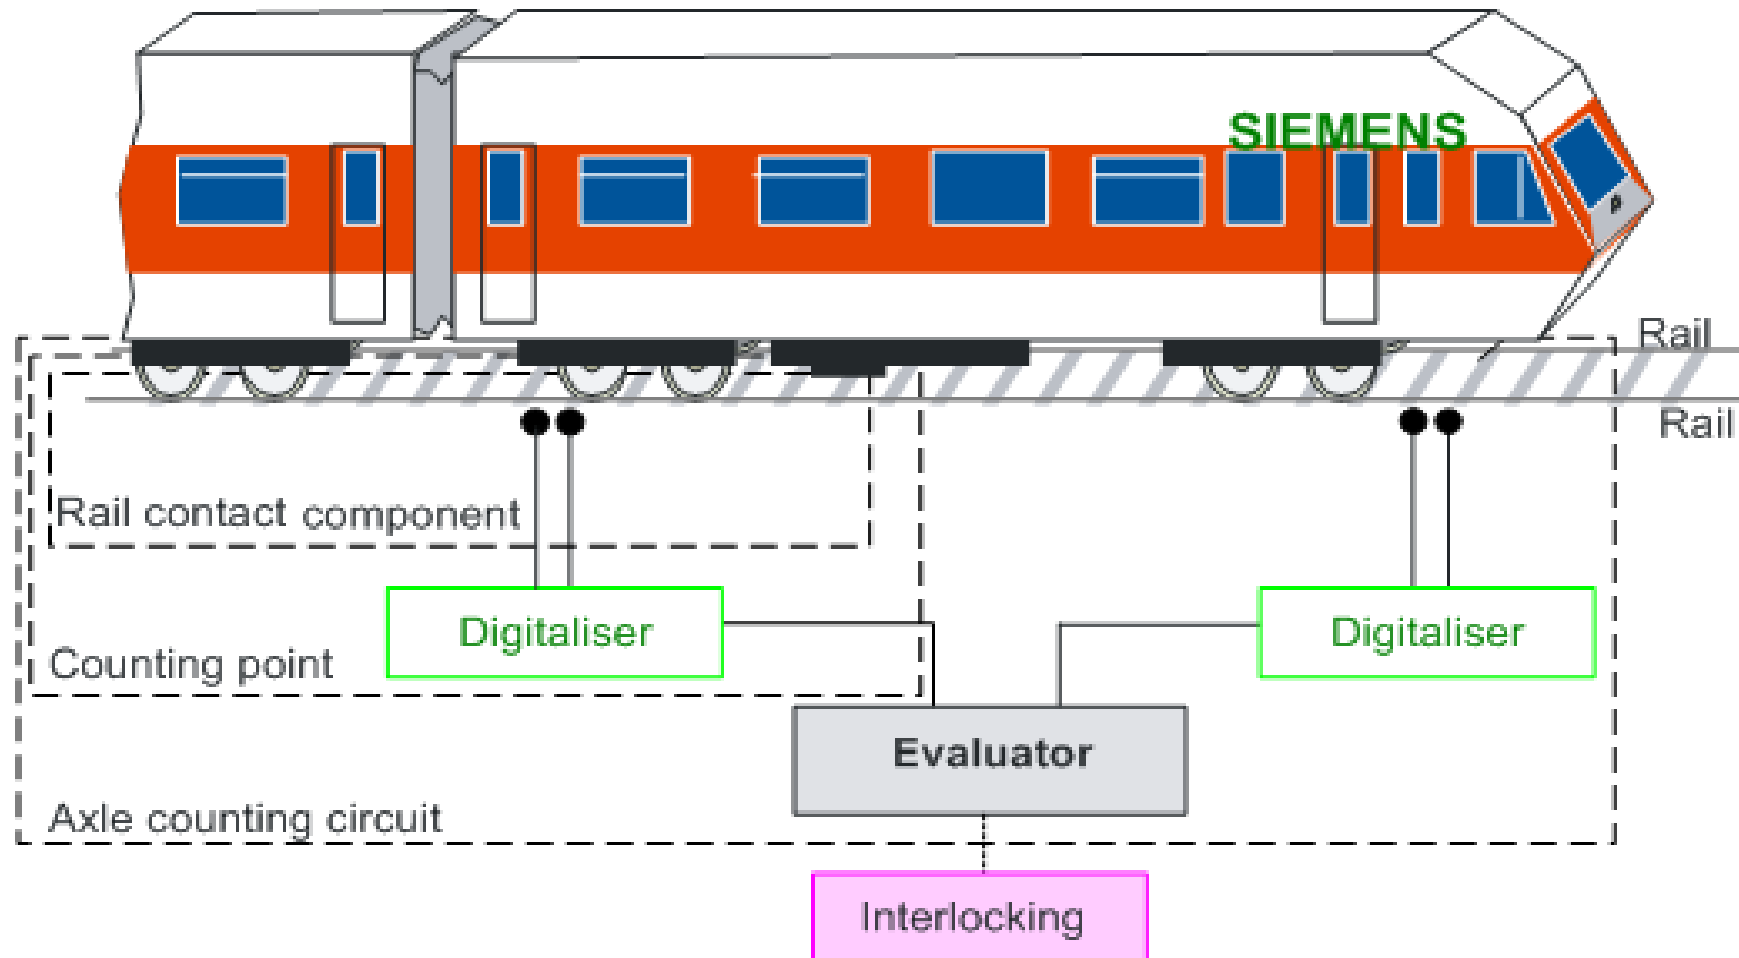 SIEMENS
Rail
Rail
Rail contact component
Digitaliser
Digitaliser
Counting point
Evaluator
Axle counting circuit
Interlocking